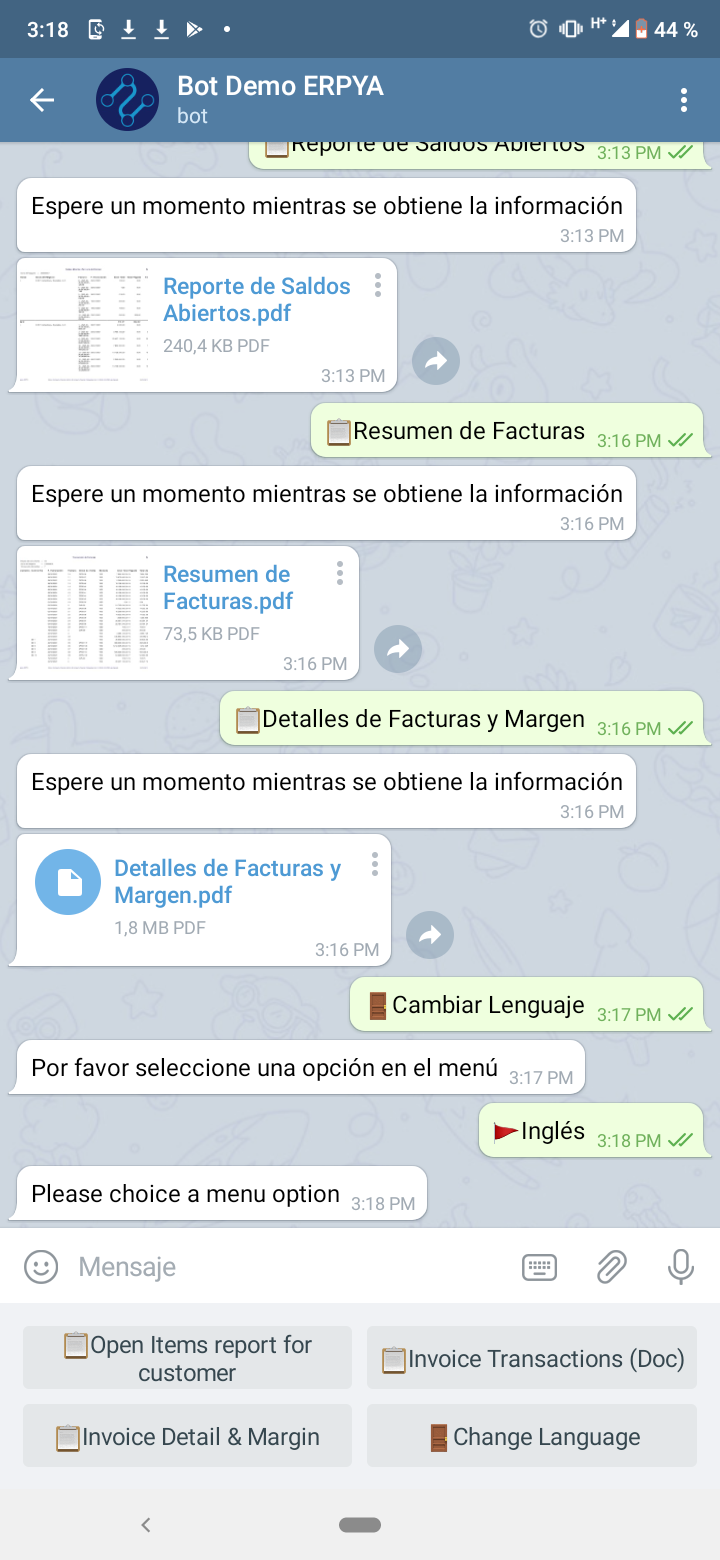 3:18
H+
44 %
Bot Demo ERPYA
bot
📋Reporte de Saldos Abiertos 3:13 PM
Espere un momento mientras se obtiene la información
3:13 PM
Reporte de Saldos
Abiertos.pdf
240,4 KB PDF
3:13 PM
📋Resumen de Facturas 3:16 PM
Espere un momento mientras se obtiene la información
3:16 PM
Resumen de
Facturas.pdf
73,5 KB PDF
3:16 PM
📋Detalles de Facturas y Margen 3:16 PM
Espere un momento mientras se obtiene la información
3:16 PM
Detalles de Facturas y
Margen.pdf
1,8 MB PDF
3:16 PM
🚪Cambiar Lenguaje 3:17 PM
Por favor seleccione una opción en el menú 3:17 PM
🚩Inglés 3:18 PM
Please choice a menu option 3:18 PM
Mensaje
📋Open Items report for
customer
📋Invoice Transactions (Doc)
📋Invoice Detail & Margin
🚪Change Language